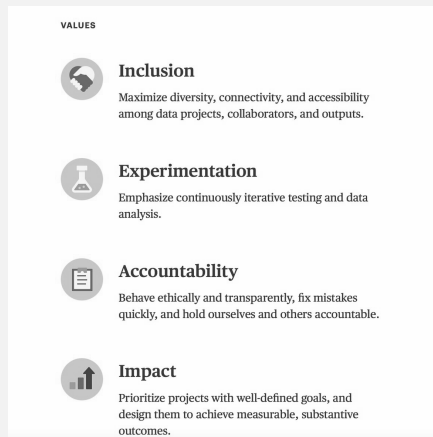 VALUES
Inclusion
Maximize diversity, connectivity, and accessibility
among data projects, collaborators, and outputs.
Experimentation
Emphasize continuously iterative testing and data
analysis.
Accountability
Behave ethically and transparently, fix mistakes
quickly, and hold ourselves and others accountable.
Impact
Prioritize projects with well-defined goals, and
design them to achieve measurable, substantive
outcomes.